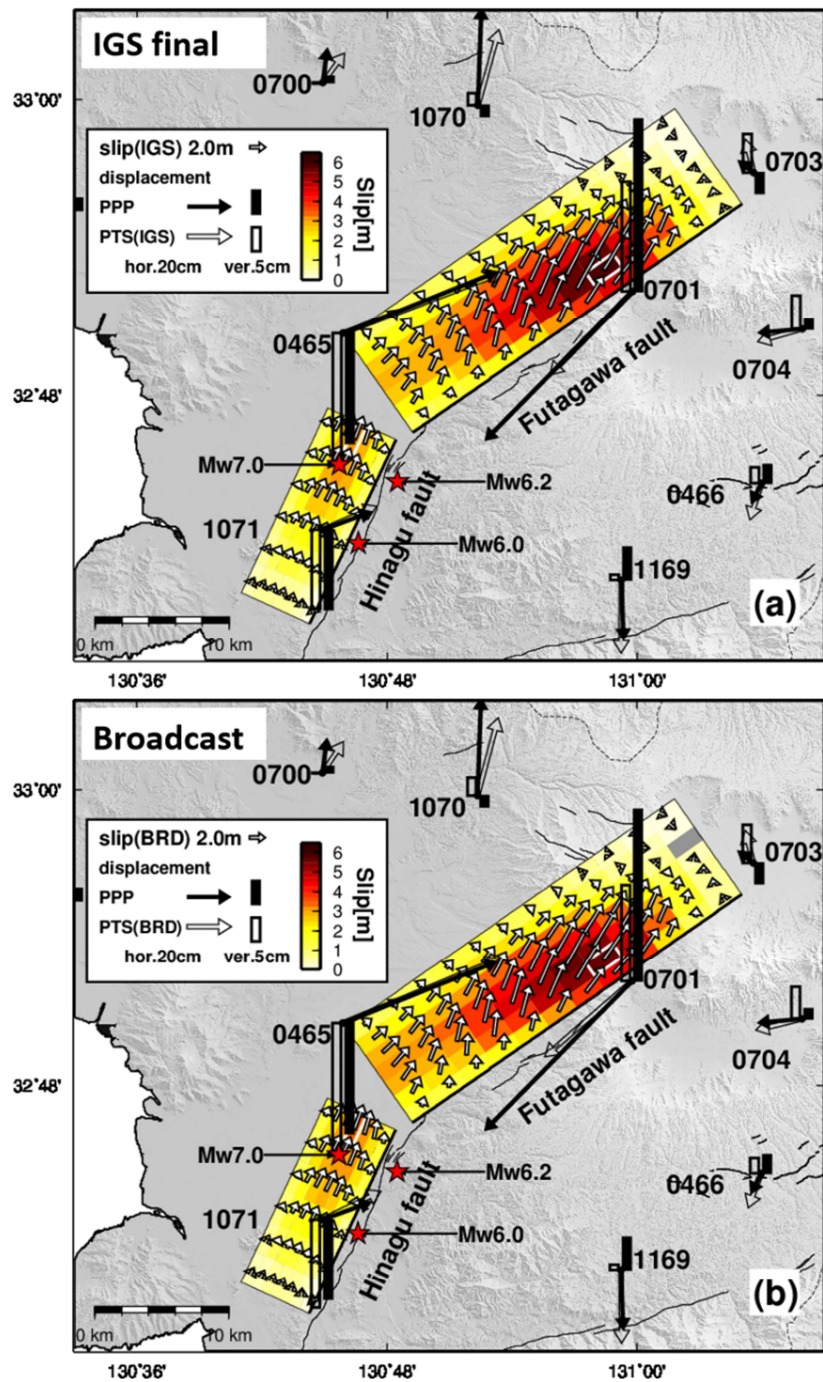 IGS final
0700
1070
33°00'
slip(IGS) 2.0m
displacement
PPP
PTS(IGS)
hor.20cm ver.5cm
6
5
4
3
2
1
0
Slip[m]
0703
0701
0465
0704
Futagawa fault
32°48'
Mw7.0
Mw6.2
0466
1071
Mw6.0
Hinagu fault
1169
(a)
0 km 10 km
130°36' 130°48' 131°00'
Broadcast
0700
1070
33°00'
slip(BRD) 2.0m
displacement
PPP
PTS(BRD)
hor.20cm ver.5cm
6
5
4
3
2
1
0
Slip[m]
0703
0701
0465
0704
Futagawa fault
32°48'
Mw7.0
Mw6.2
0466
1071
Mw6.0
Hinagu fault
1169
(b)
0 km 10 km
130°36' 130°48' 131°00'